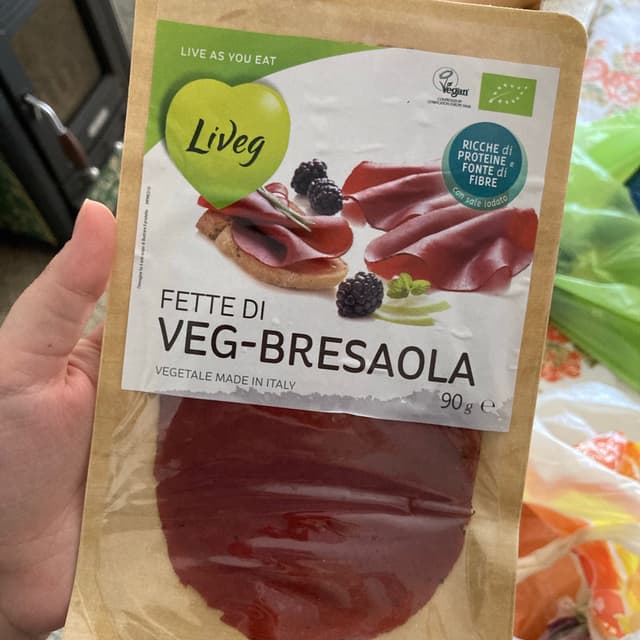 LIVE AS YOU EAT
Liveg
Vegan
RICCHE di
PROTEINE e
FONTE di
FIBRE
con sale iodato
FETTE DI
VEG-BRESAOLA
VEGETALE MADE IN ITALY
90g e